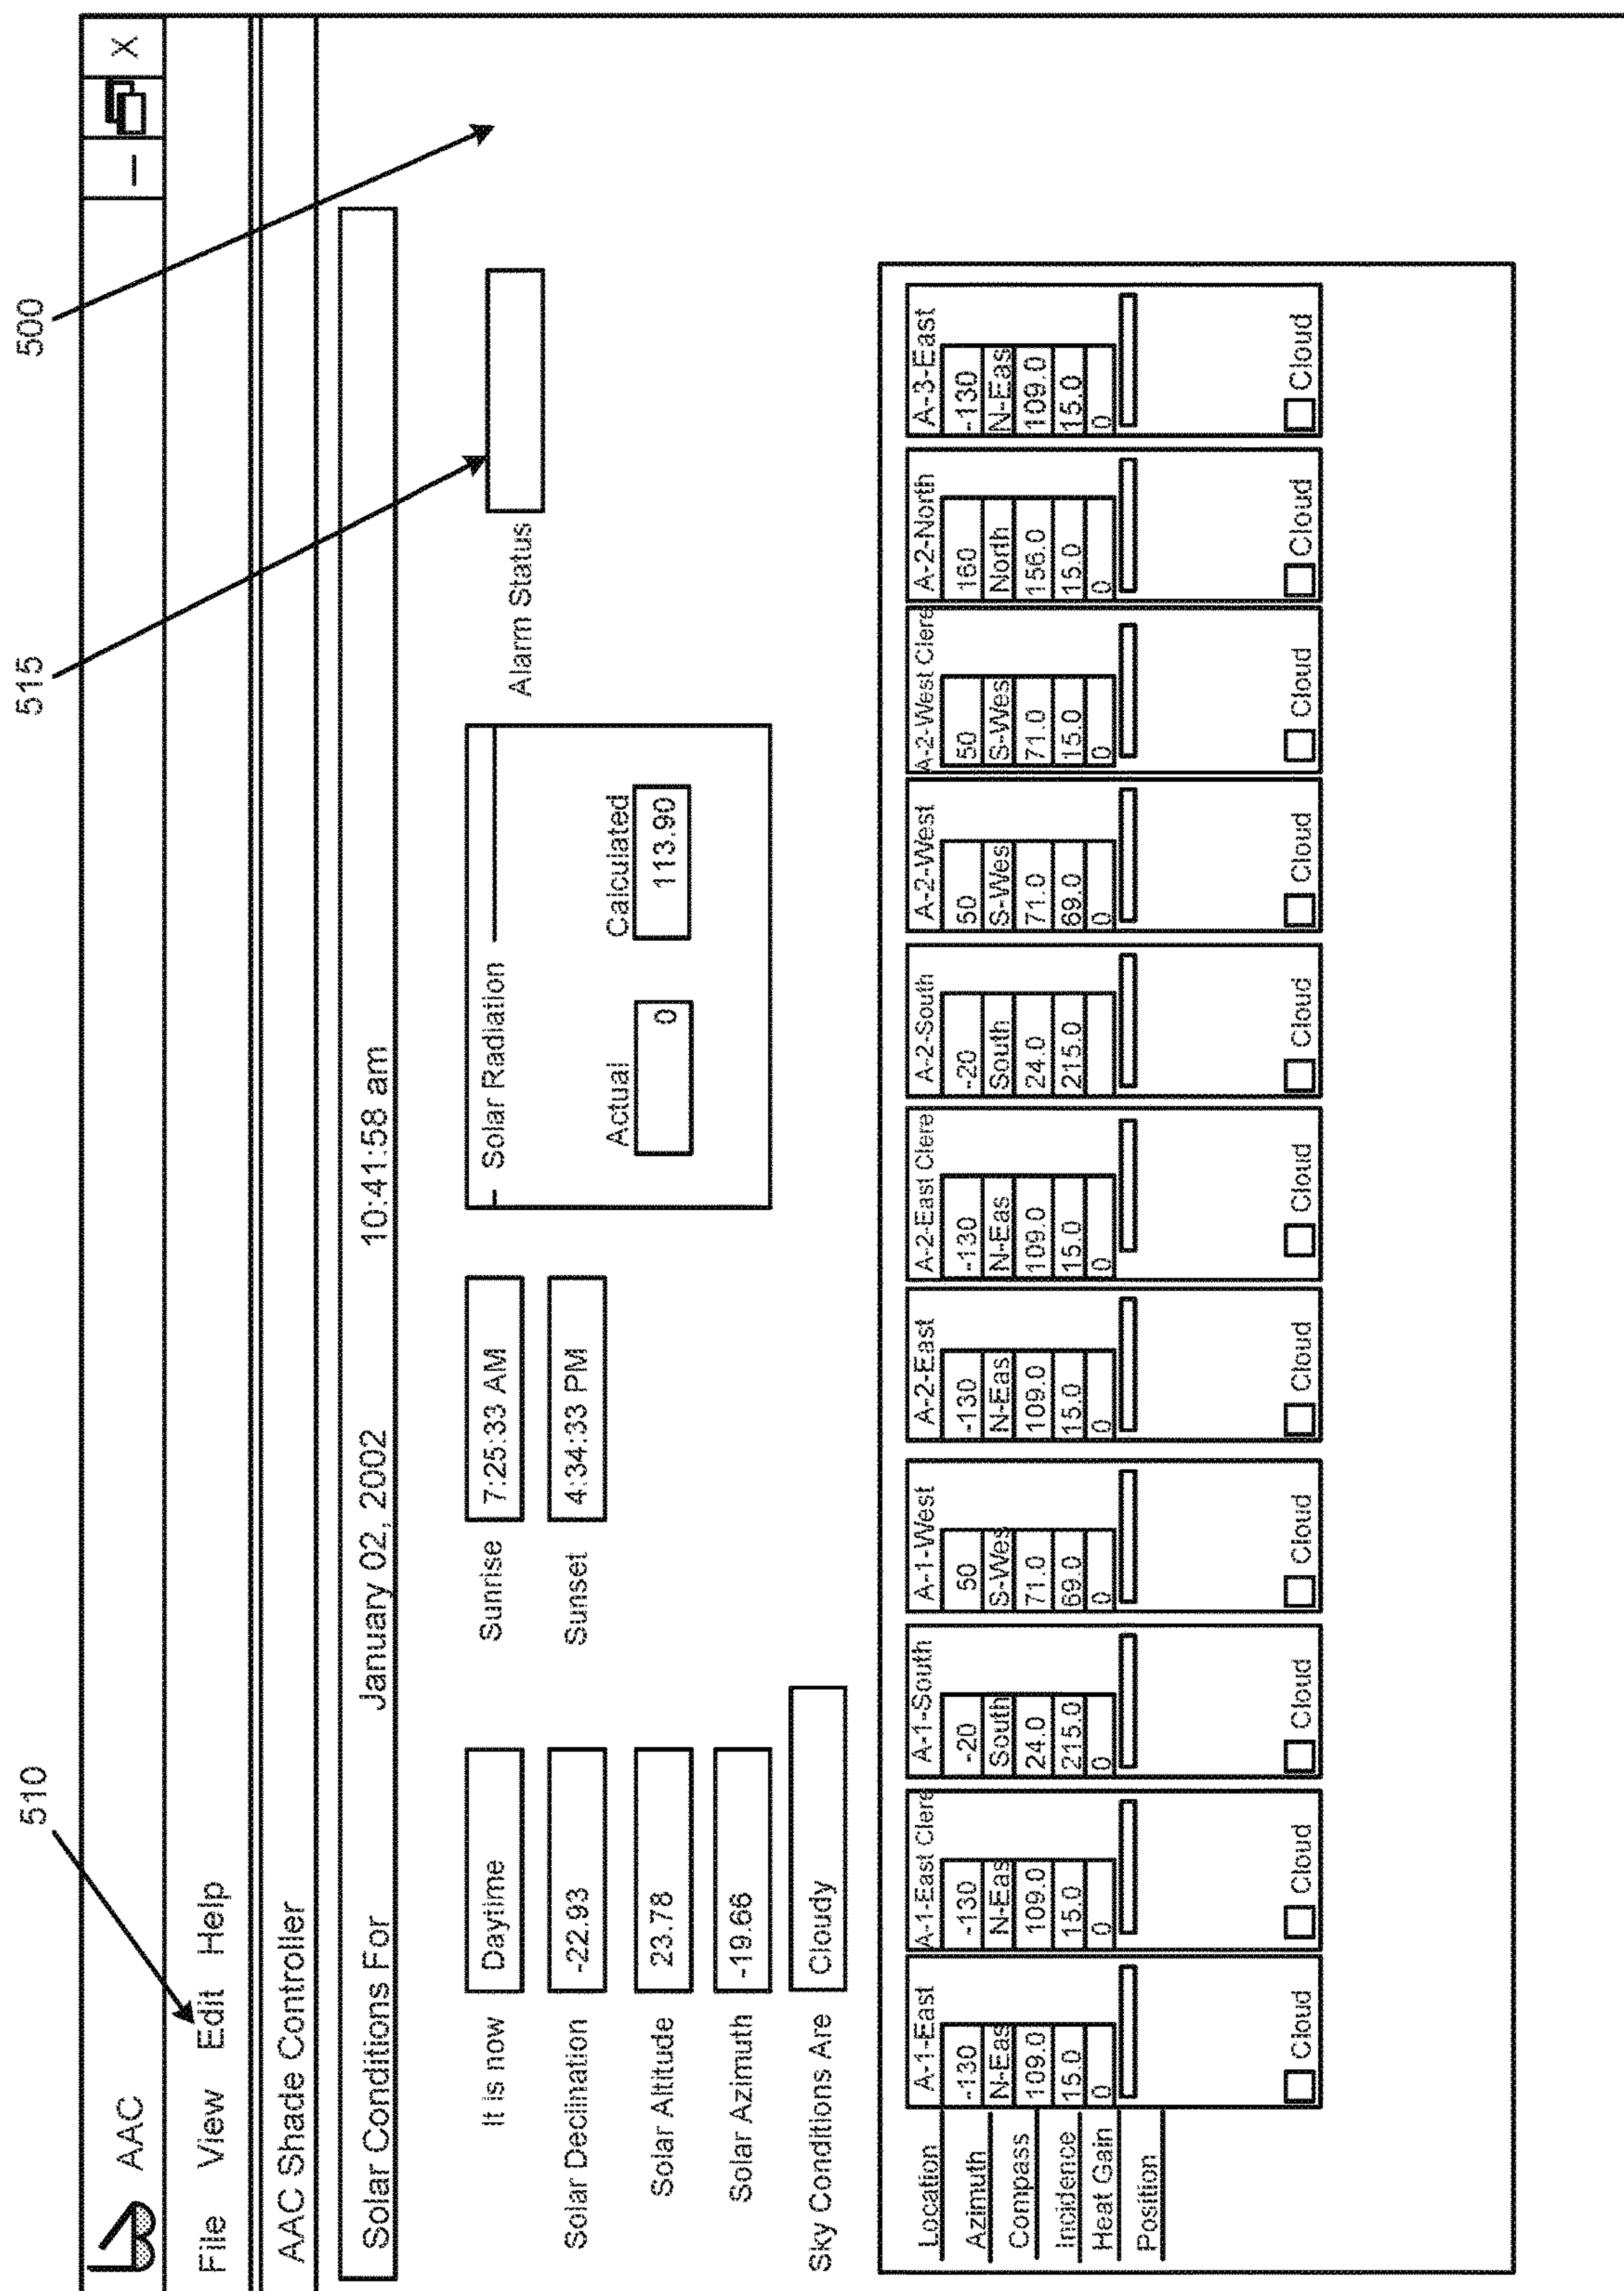 510
515
500
AAC
– X
File View Edit Help
AAC Shade Controller
Solar Conditions For January 02, 2002 10:41:58 am
It is now Daytime
Sunrise 7:25:33 AM
Solar Radiation
Alarm Status
Solar Declination -22.93
Sunset 4:34:33 PM
Actual Calculated
0 113.90
Solar Altitude 23.78
Solar Azimuth -19.66
Sky Conditions Are Cloudy
Location A-1-East A-1-East Clere A-1-South A-1-West A-2-East A-2-East Clere A-2-South A-2-West A-2-West Clere A-2-North A-3-East
Azimuth -130 -130 -20 50 -130 -130 -20 50 50 160 -130
Compass N-Eas N-Eas South S-Wes N-Eas N-Eas South S-Wes S-Wes North N-Eas
Incidence 109.0 109.0 24.0 71.0 109.0 109.0 24.0 71.0 71.0 156.0 109.0
Heat Gain 15.0 15.0 215.0 69.0 15.0 15.0 215.0 69.0 15.0 15.0 15.0
Position 0 0 0 0 0 0 0 0 0 0
Cloud Cloud Cloud Cloud Cloud Cloud Cloud Cloud Cloud Cloud Cloud